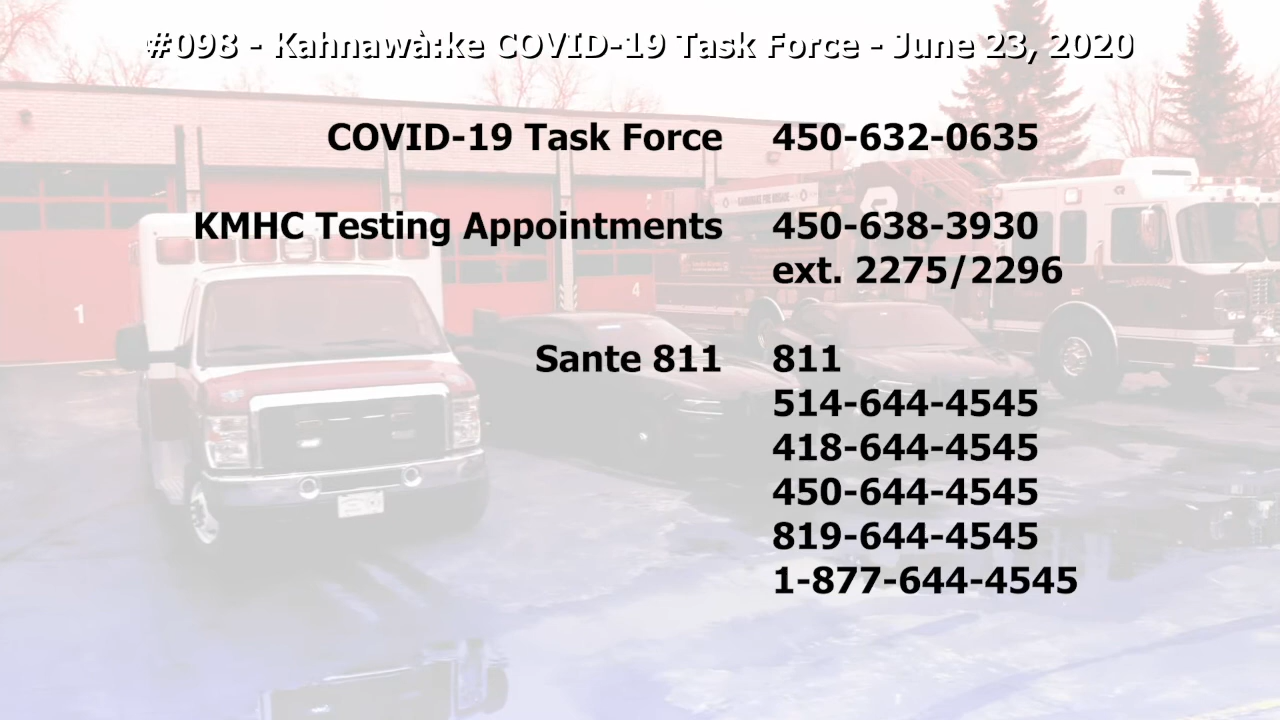 #098 - Kahnawà:ke COVID-19 Task Force - June 23, 2020
COVID-19 Task Force 450-632-0635
KMHC Testing Appointments 450-638-3930
ext. 2275/2296
Sante 811 811
514-644-4545
418-644-4545
450-644-4545
819-644-4545
1-877-644-4545
1
4